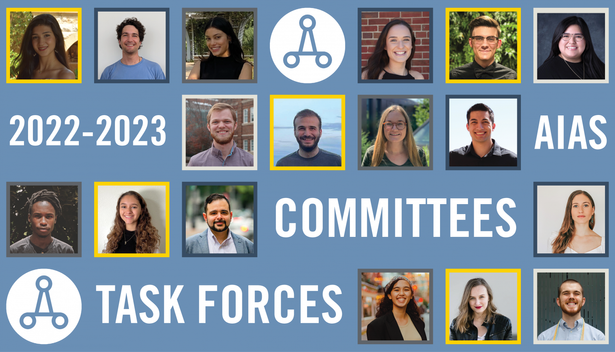 2022-2023
AIAS
COMMITTEES
TASK FORCES